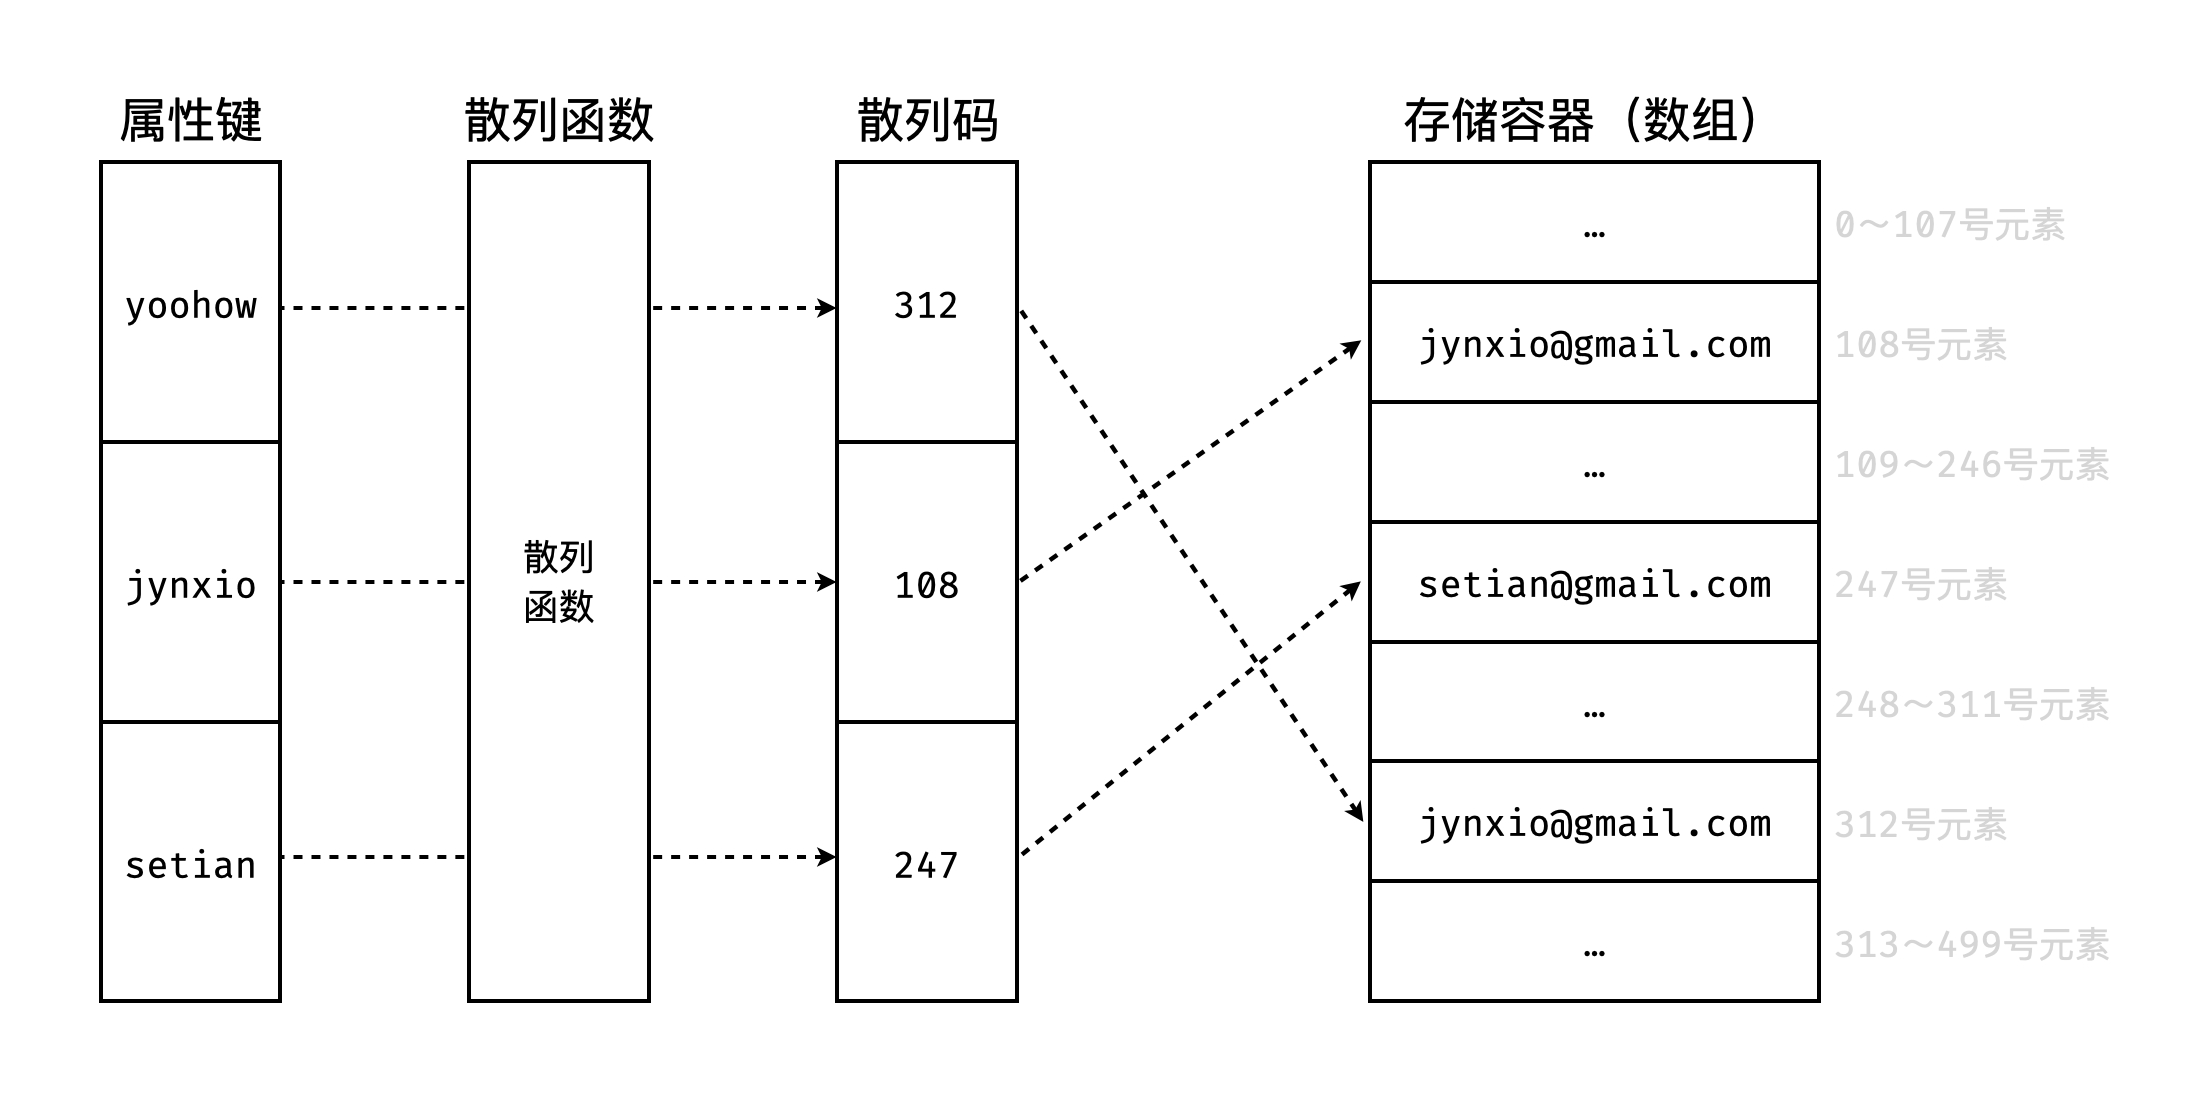 属性键
散列函数
散列码
存储容器（数组）
yoohow
jynxio
setian
散列
函数
312
108
247
…
0～107号元素
jynxio@gmail.com
108号元素
…
109～246号元素
setian@gmail.com
247号元素
…
248～311号元素
jynxio@gmail.com
312号元素
…
313～499号元素